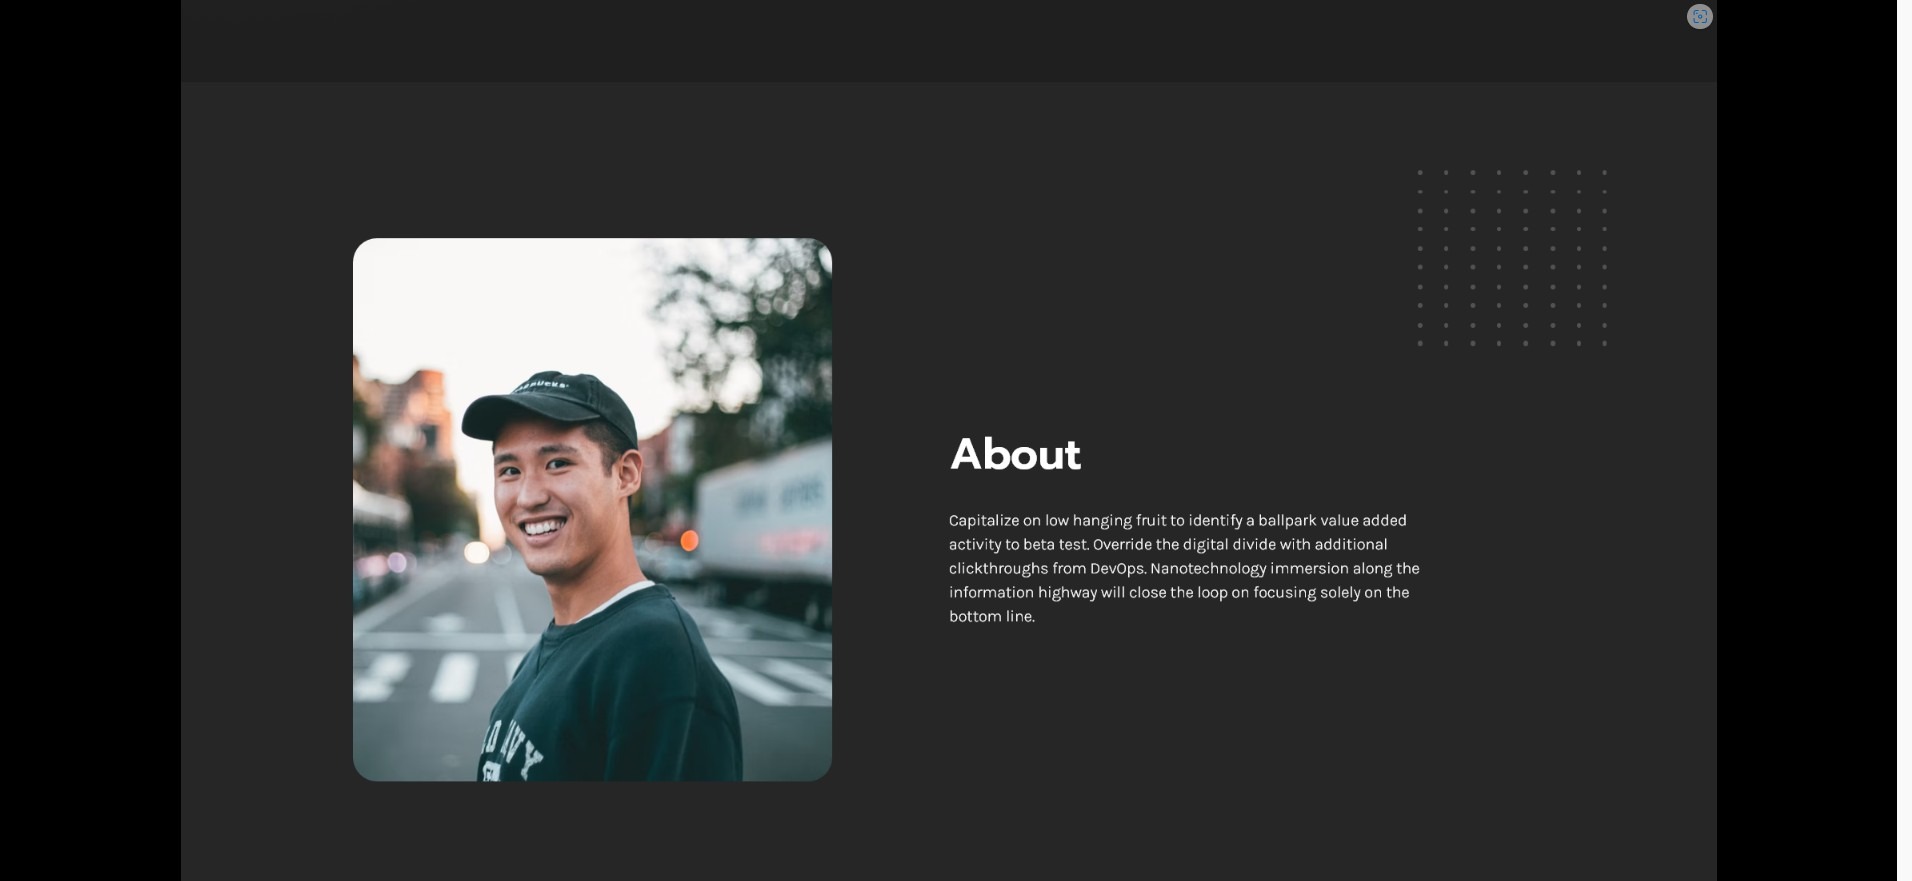 About
Capitalize on low hanging fruit to identify a ballpark value added
activity to beta test. Override the digital divide with additional
clickthroughs from DevOps. Nanotechnology immersion along the
information highway will close the loop on focusing solely on the
bottom line.